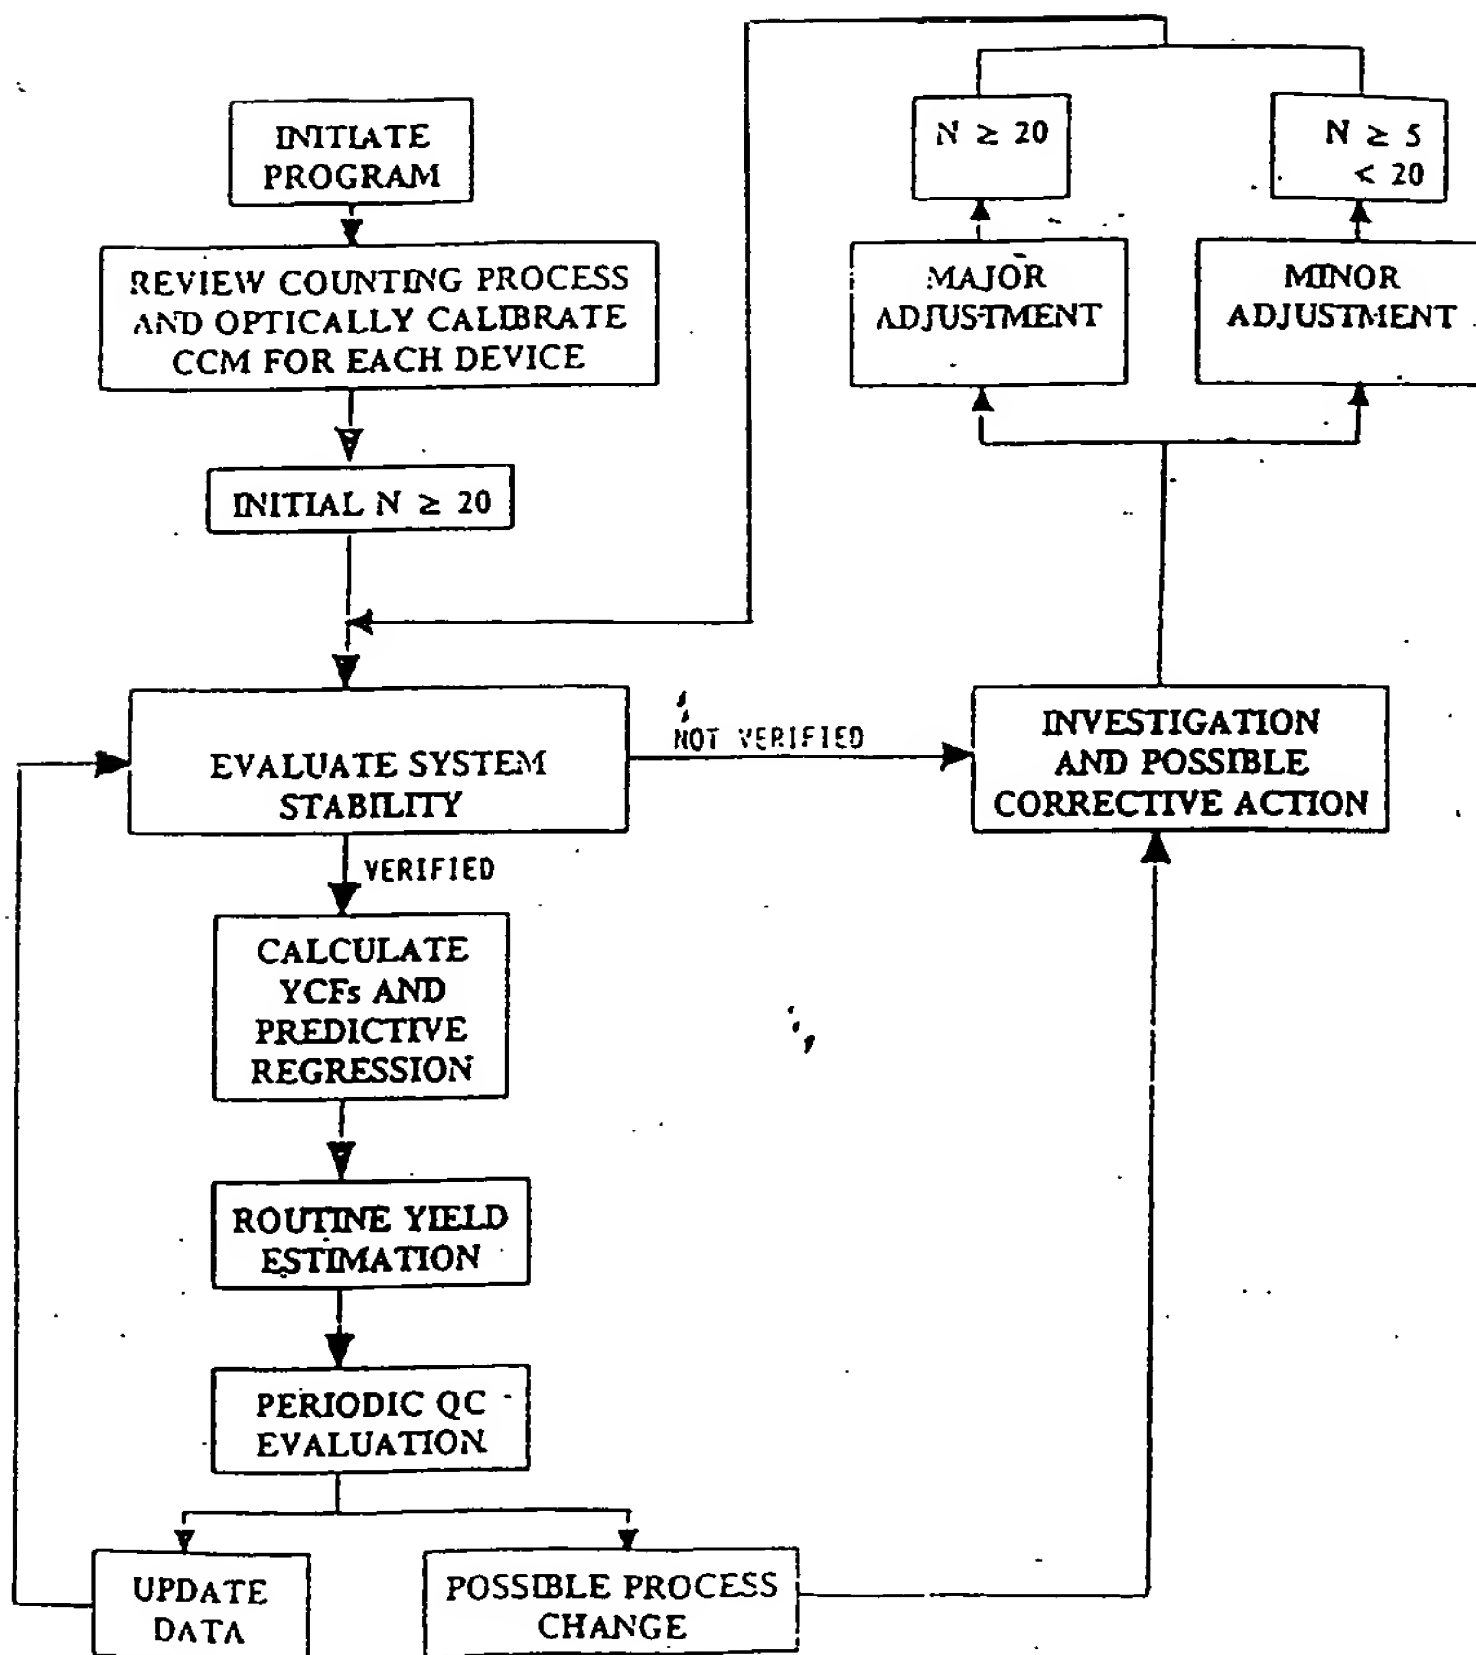 INITIATE
PROGRAM
REVIEW COUNTING PROCESS
AND OPTICALLY CALIBRATE
CCM FOR EACH DEVICE
INITIAL N ≥ 20
N ≥ 20
N ≥ 5
< 20
MAJOR
ADJUSTMENT
MINOR
ADJUSTMENT
EVALUATE SYSTEM
STABILITY
NOT VERIFIED
INVESTIGATION
AND POSSIBLE
CORRECTIVE ACTION
VERIFIED
CALCULATE
YCFs AND
PREDICTIVE
REGRESSION
ROUTINE YIELD
ESTIMATION
PERIODIC QC
EVALUATION
UPDATE
DATA
POSSIBLE PROCESS
CHANGE